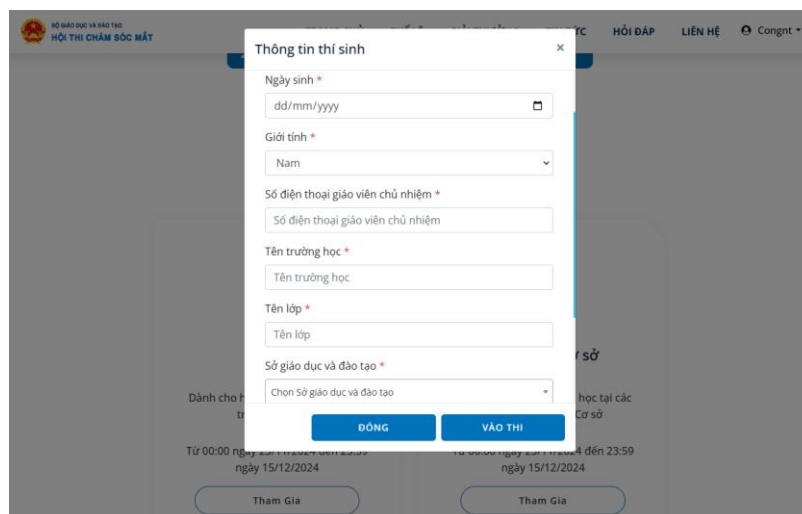 BỘ GIÁO DỤC VÀ ĐÀO TẠO
HỘI THI CHĂM SÓC MẮT
HỎI ĐÁP
LIÊN HỆ
Congnt
Thông tin thí sinh
×
Ngày sinh *
dd/mm/yyyy
Giới tính *
Nam
Số điện thoại giáo viên chủ nhiệm *
Số điện thoại giáo viên chủ nhiệm
Tên trường học *
Tên trường học
Tên lớp *
Tên lớp
Sở giáo dục và đào tạo *
Chọn Sở giáo dục và đào tạo
ĐÓNG
VÀO THI
sở
Dành cho
học tại các
Cơ sở
Từ 00:00
ngày 15/12/2024
đến 23:59
ngày 15/12/2024
Tham Gia
Tham Gia